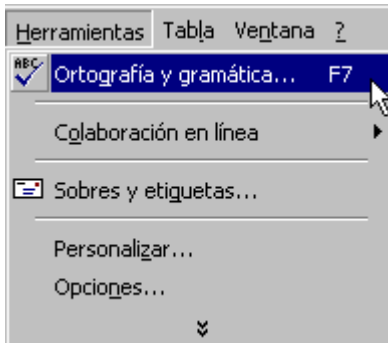 Herramientas Tabla Ventana ?
ABC Ortografía y gramática... F7
Colaboración en línea
Sobres y etiquetas...
Personalizar...
Opciones...